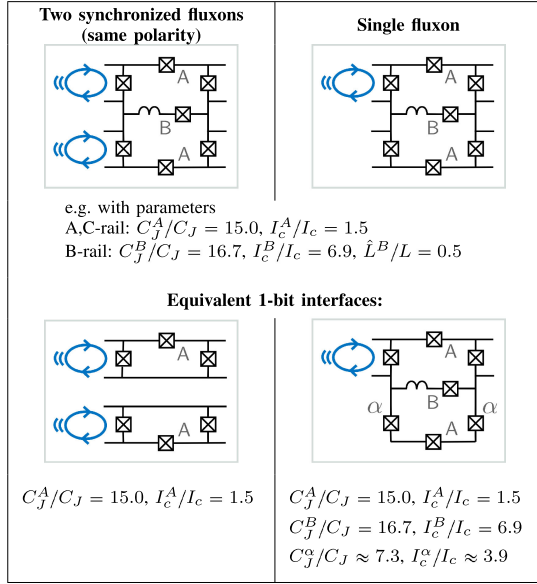 Two synchronized fluxons
(same polarity)
Single fluxon
A
B
A
A
B
A
e.g. with parameters
A,C-rail: $C_J^A/C_J = 15.0$, $I_c^A/I_c = 1.5$
B-rail: $C_J^B/C_J = 16.7$, $I_c^B/I_c = 6.9$, $\hat{L}^B/L = 0.5$
Equivalent 1-bit interfaces:
A
A
A
α
B
α
A
$C_J^A/C_J = 15.0$, $I_c^A/I_c = 1.5$
$C_J^A/C_J = 15.0$, $I_c^A/I_c = 1.5$
$C_J^B/C_J = 16.7$, $I_c^B/I_c = 6.9$
$C_J^α/C_J ≈ 7.3$, $I_c^α/I_c ≈ 3.9$